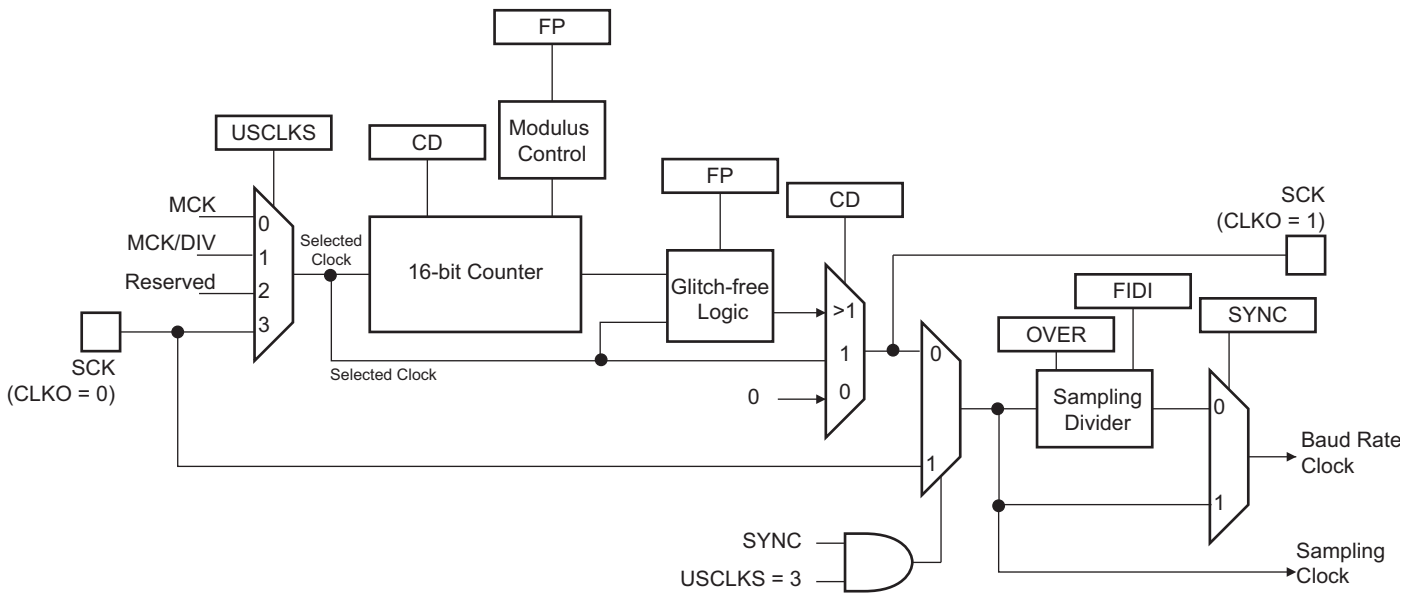 FP
USCLKS
CD
Modulus
Control
FP
CD
SCK
(CLKO = 1)
MCK
0
MCK/DIV
1
Reserved
2
3
Selected
Clock
16-bit Counter
Glitch-free
Logic
>1
1
0
0
Selected Clock
SCK
(CLKO = 0)
FIDI
OVER
SYNC
0
1
Sampling
Divider
0
1
Baud Rate
Clock
SYNC
USCLKS = 3
Sampling
Clock